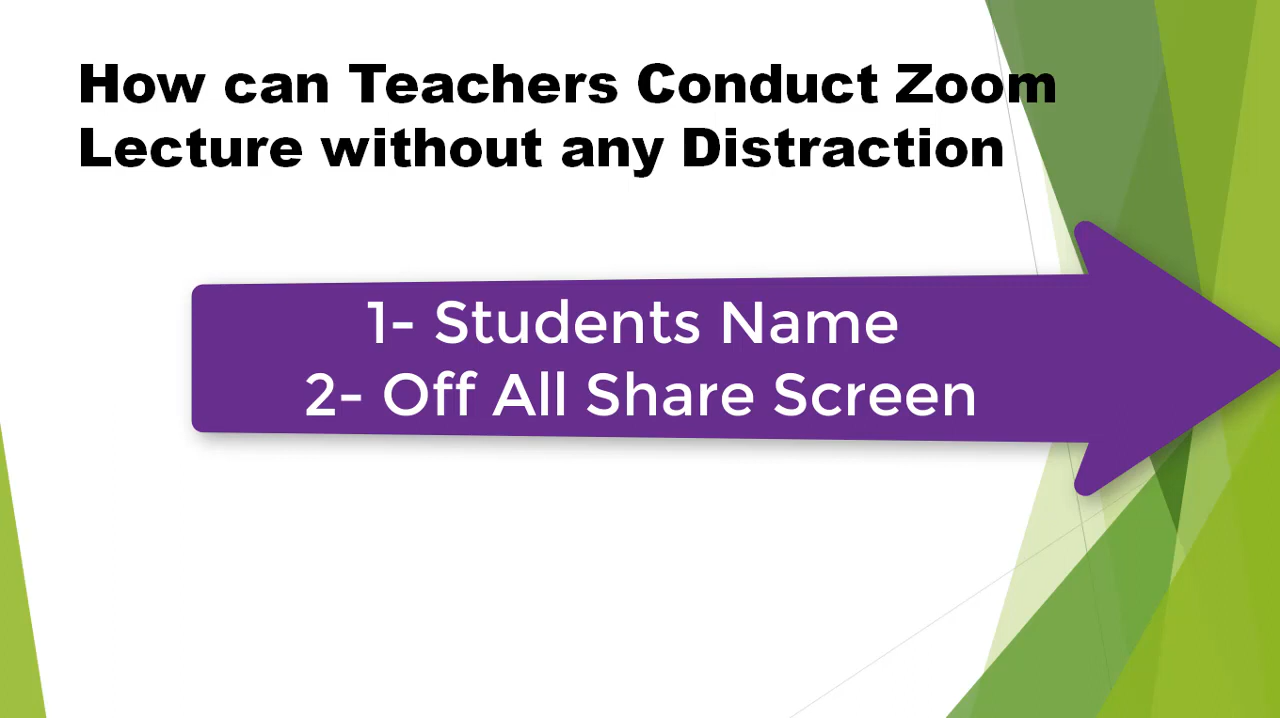 How can Teachers Conduct Zoom
Lecture without any Distraction
1- Students Name
2- Off All Share Screen